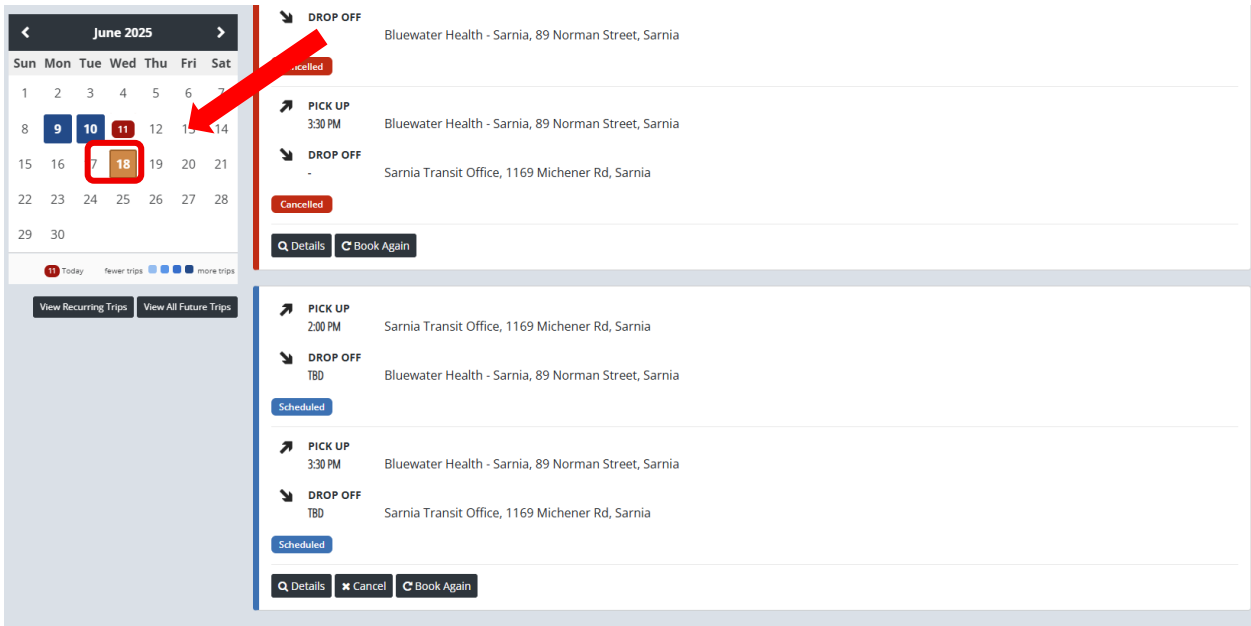 June 2025
Sun Mon Tue Wed Thu Fri Sat
1 2 3 4 5 6 7
8 9 10 11 12 13 14
15 16 18 19 20 21
22 23 24 25 26 27 28
29 30
11 Today fewer trips more trips
View Recurring Trips View All Future Trips
DROP OFF
Bluewater Health - Sarnia, 89 Norman Street, Sarnia
PICK UP
3:30 PM Bluewater Health - Sarnia, 89 Norman Street, Sarnia
DROP OFF
- Sarnia Transit Office, 1169 Michener Rd, Sarnia
Cancelled
Details Book Again
PICK UP
2:00 PM Sarnia Transit Office, 1169 Michener Rd, Sarnia
DROP OFF
TBD Bluewater Health - Sarnia, 89 Norman Street, Sarnia
Scheduled
PICK UP
3:30 PM Bluewater Health - Sarnia, 89 Norman Street, Sarnia
DROP OFF
TBD Sarnia Transit Office, 1169 Michener Rd, Sarnia
Scheduled
Details Cancel Book Again